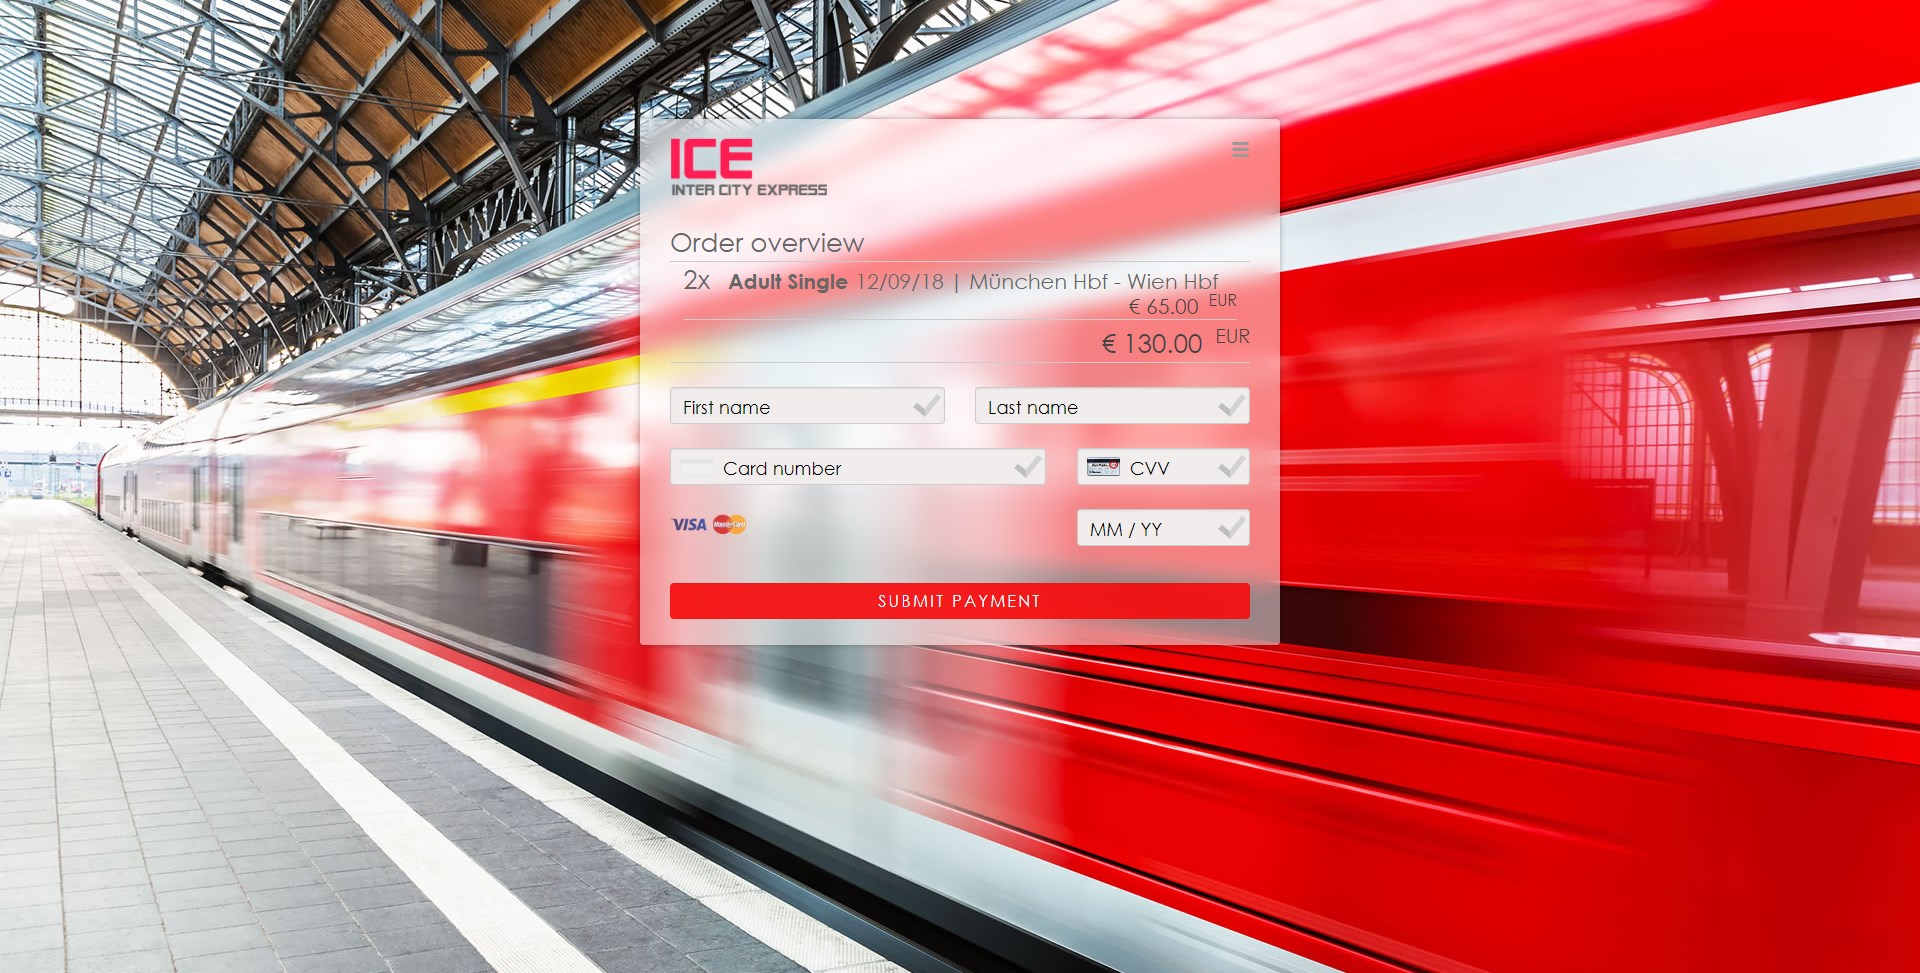 ICE
INTER CITY EXPRESS
Order overview
2x Adult Single 12/09/18 | München Hbf - Wien Hbf
€ 65.00 EUR
€ 130.00 EUR
First name
Last name
Card number
CVV
VISA MasterCard
MM / YY
SUBMIT PAYMENT